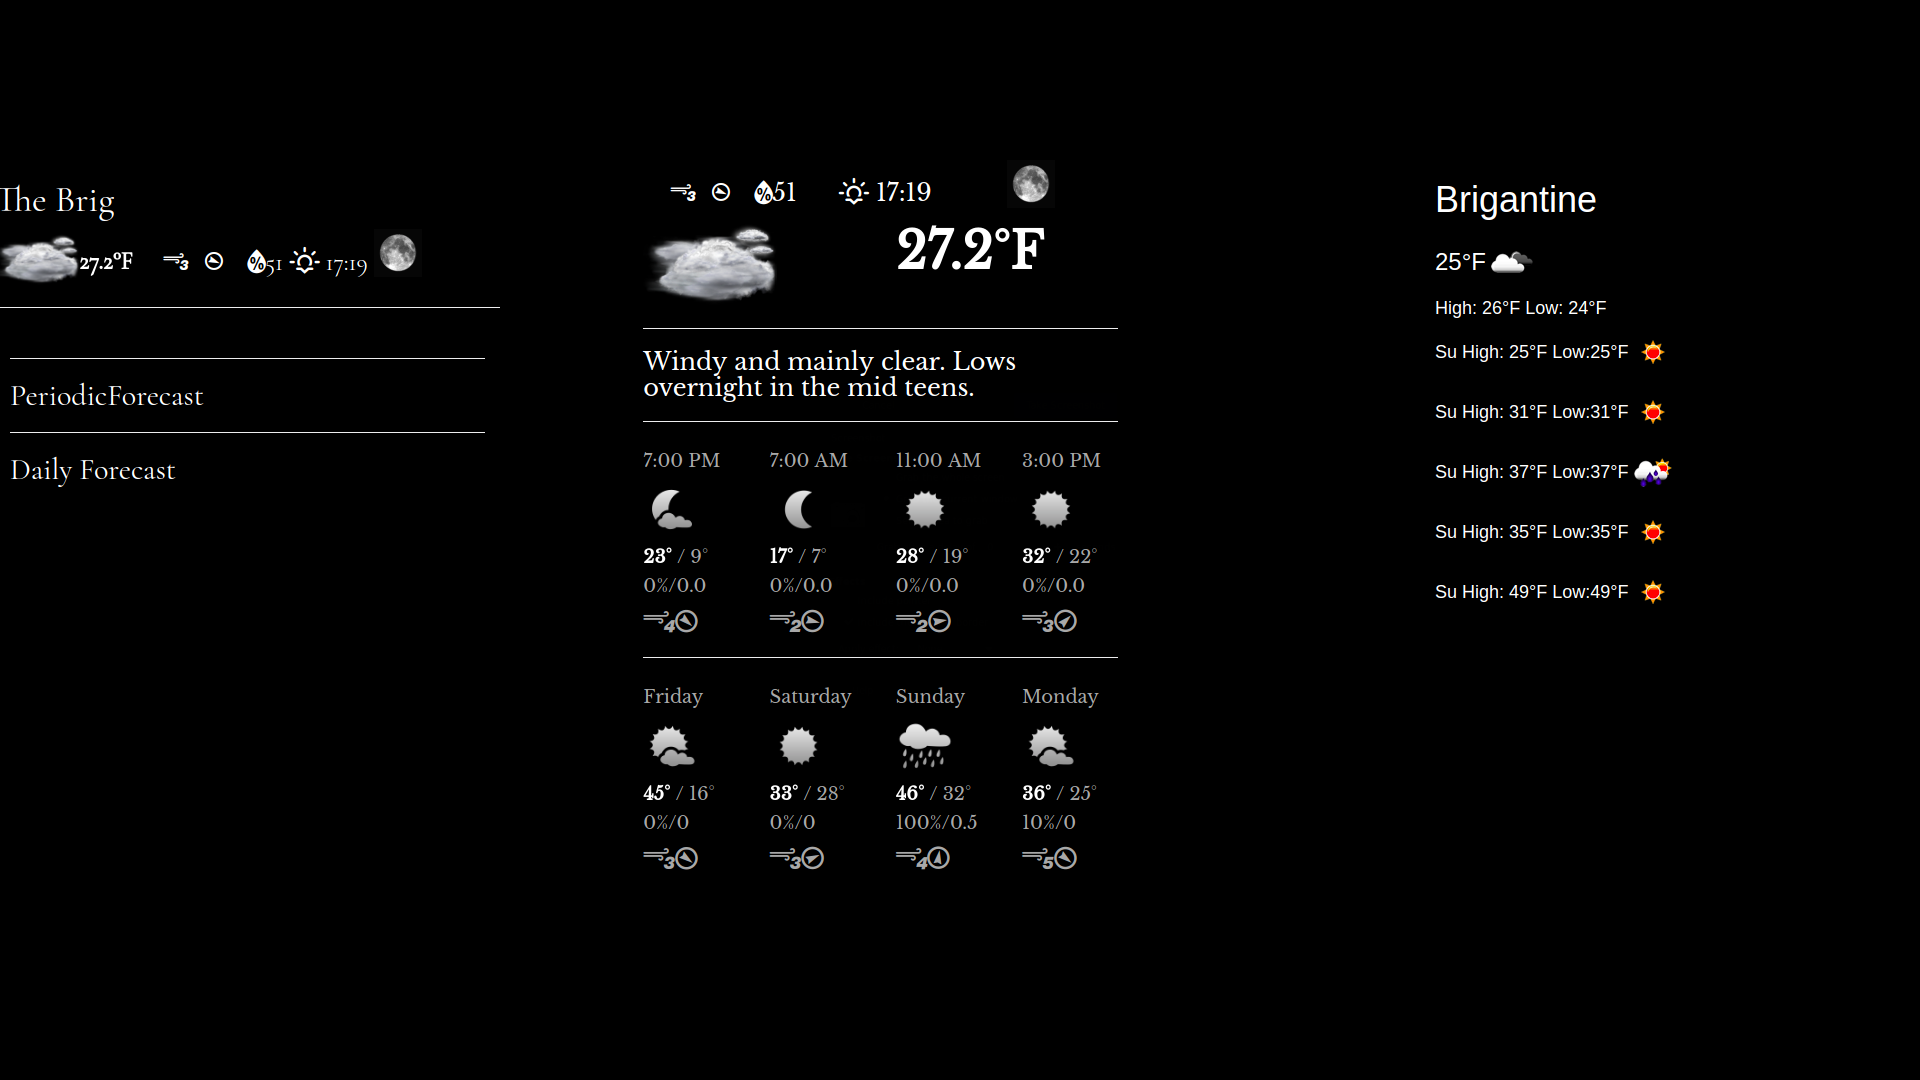 The Brig
27.2°F 3 %51 17:19
PeriodicForecast
Daily Forecast
3 %51 17:19
27.2°F
Windy and mainly clear. Lows
overnight in the mid teens.
7:00 PM 7:00 AM 11:00 AM 3:00 PM
23° / 9° 17° / 7° 28° / 19° 32° / 22°
0%/0.0 0%/0.0 0%/0.0 0%/0.0
4 2 2 3
Friday Saturday Sunday Monday
45° / 16° 33° / 28° 46° / 32° 36° / 25°
0%/0 0%/0 100%/0.5 10%/0
3 3 4 5
Brigantine
25°F
High: 26°F Low: 24°F
Su High: 25°F Low:25°F
Su High: 31°F Low:31°F
Su High: 37°F Low:37°F
Su High: 35°F Low:35°F
Su High: 49°F Low:49°F